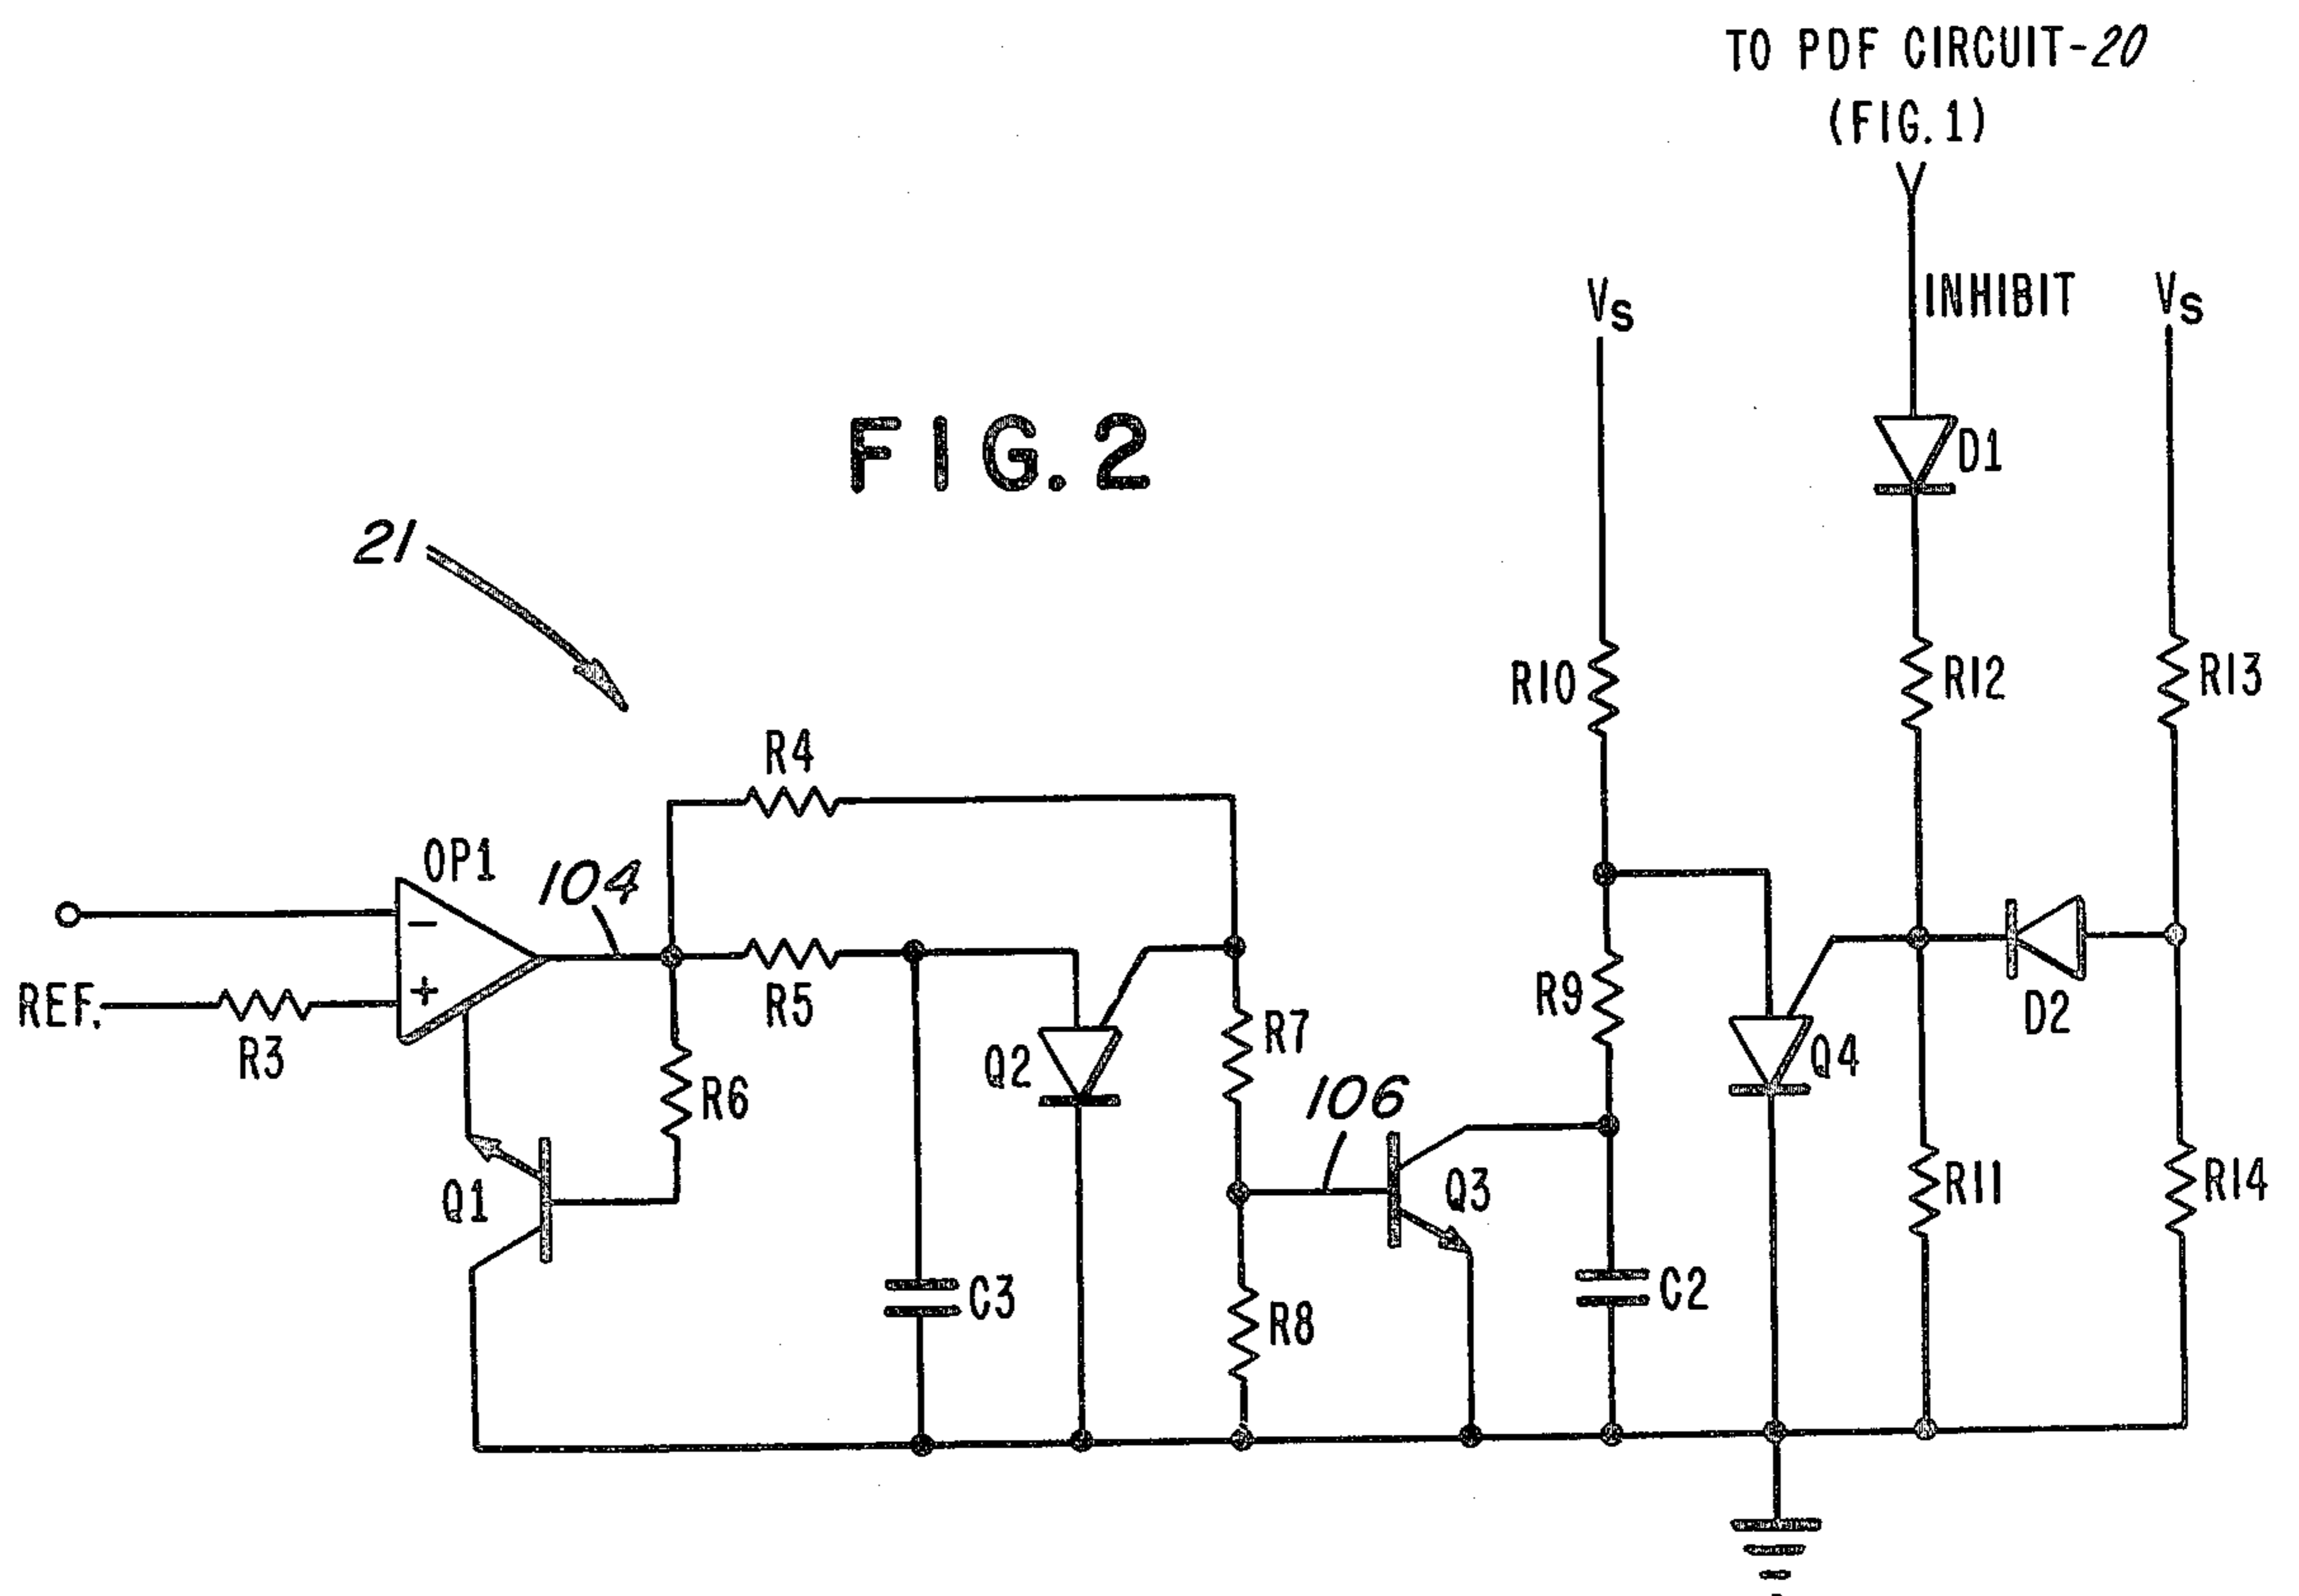 TO PDF CIRCUIT-20
(FIG. 1)
INHIBIT
VS
VS
D1
FIG. 2
21
R10
R12
R13
R4
OP1
104
−
+
REF.
R3
R5
R6
Q1
Q2
C3
R7
R8
106
Q3
R9
C2
Q4
D2
R11
R14